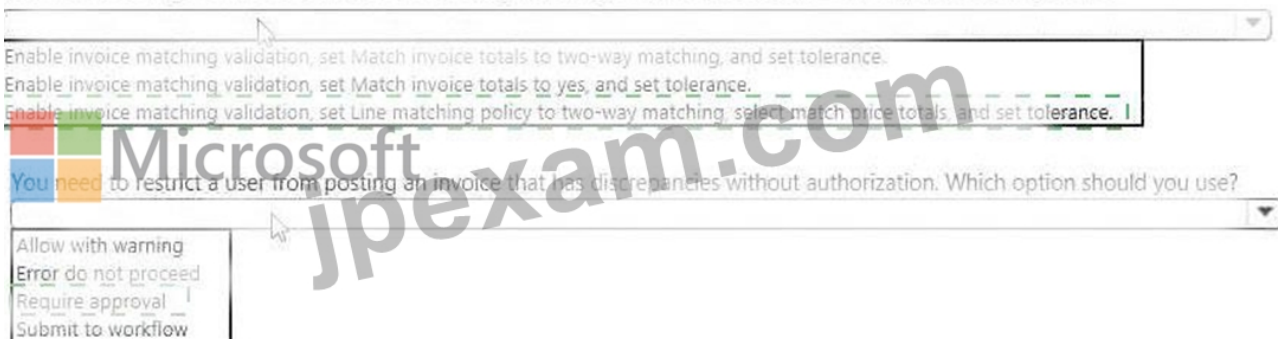 Enable invoice matching validation, set Match invoice totals to two-way matching, and set tolerance.
Enable invoice matching validation, set Match invoice totals to yes, and set tolerance.
Enable invoice matching validation, set Line matching policy to two-way matching, select match price totals, and set tolerance.
Microsoft
jpexam.com
You need to restrict a user from posting an invoice that has discrepancies without authorization. Which option should you use?
Allow with warning
Error do not proceed
Require approval
Submit to workflow